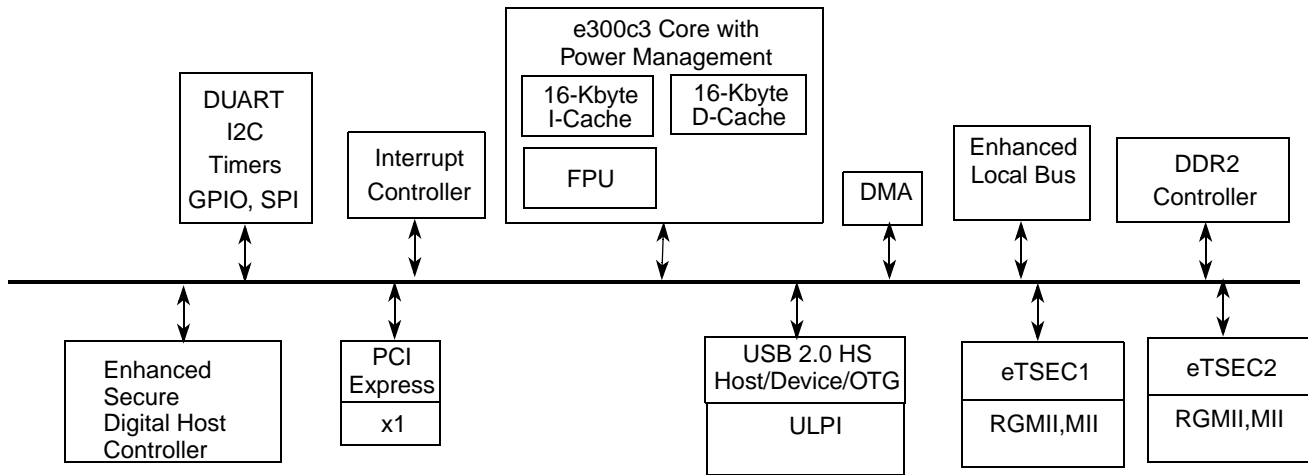 e300c3 Core with
Power Management
16-Kbyte
I-Cache
16-Kbyte
D-Cache
FPU
DUART
I2C
Timers
GPIO, SPI
Interrupt
Controller
DMA
Enhanced
Local Bus
DDR2
Controller
Enhanced
Secure
Digital Host
Controller
PCI
Express
x1
USB 2.0 HS
Host/Device/OTG
ULPI
eTSEC1
RGMII,MII
eTSEC2
RGMII,MII